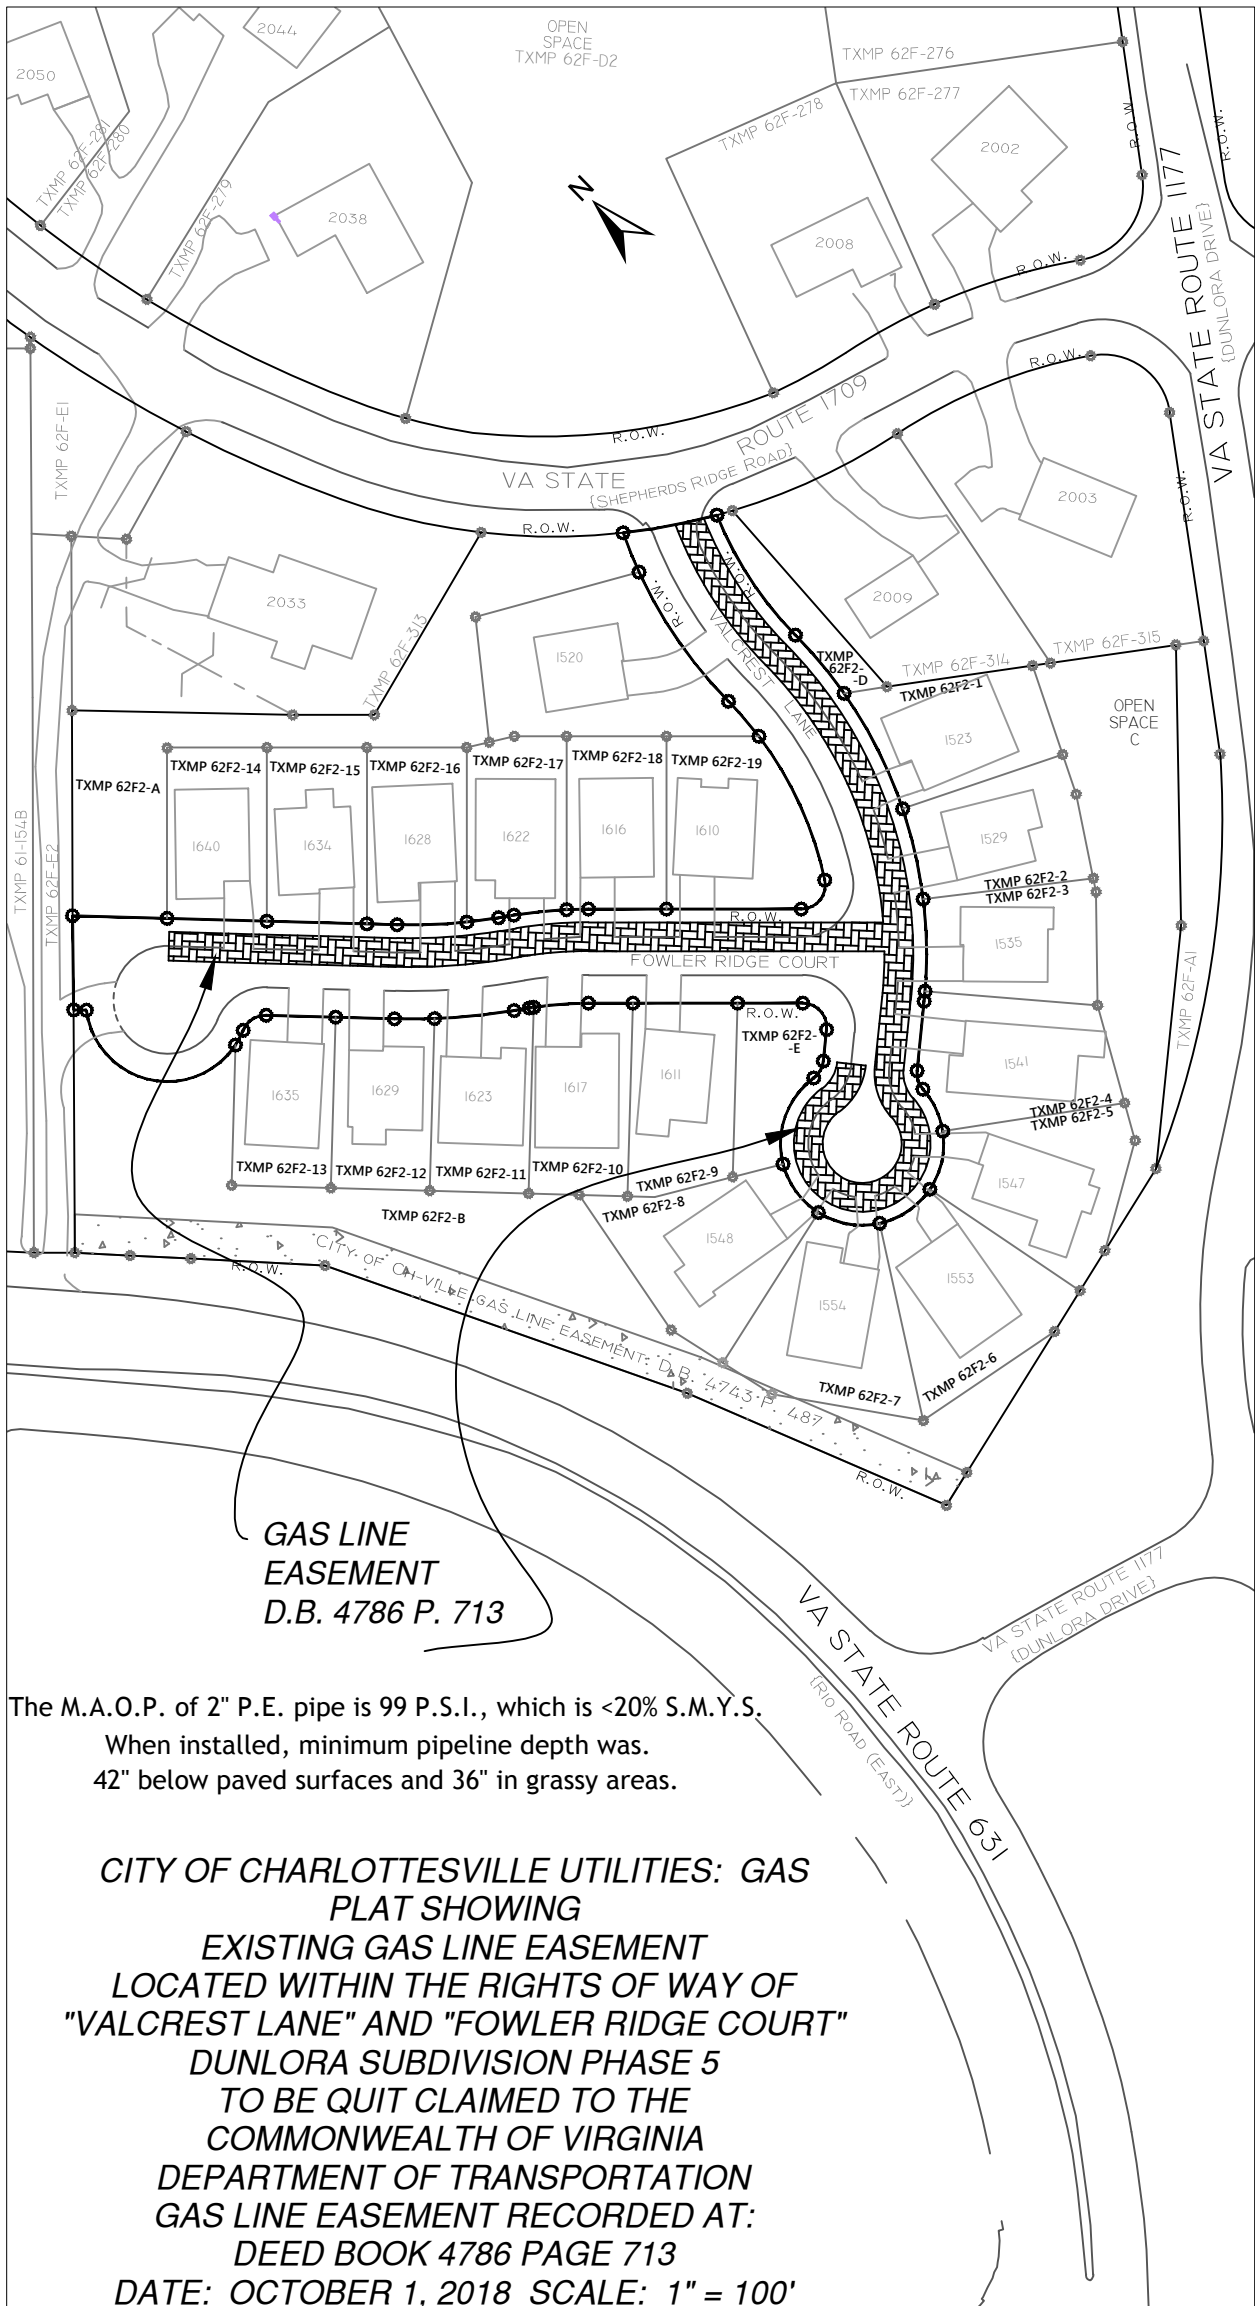 2044
OPEN
SPACE
TXMP 62F-D2
2050
TXMP 62F-276
TXMP 62F-277
TXMP 62F-278
TXMP 62F-281
TXMP 62F-280
TXMP 62F-279
2038
N
2002
2008
R.O.W.
R.O.W.
R.O.W.
VA STATE ROUTE 1177
{DUNLORA DRIVE}
R.O.W.
R.O.W.
TXMP 62F-E1
R.O.W.
VA STATE
ROUTE 1709
{SHEPHERDS RIDGE ROAD}
R.O.W.
2003
2009
R.O.W.
R.O.W.
VALCREST LANE
2033
TXMP 62F-313
1520
TXMP
62F2-
-D
TXMP 62F-314
TXMP 62F-315
TXMP 62F2-1
OPEN
SPACE
C
1523
TXMP 62F2-A
TXMP 62F2-14
TXMP 62F2-15
TXMP 62F2-16
TXMP 62F2-17
TXMP 62F2-18
TXMP 62F2-19
1640
1634
1628
1622
1616
1610
1529
TXMP 62F2-2
TXMP 62F2-3
TXMP 61-154B
TXMP 62F-E2
R.O.W.
FOWLER RIDGE COURT
1535
TXMP 62F-A1
R.O.W.
TXMP 62F2-
-E
1541
1635
1629
1623
1617
1611
TXMP 62F2-4
TXMP 62F2-5
TXMP 62F2-13
TXMP 62F2-12
TXMP 62F2-11
TXMP 62F2-10
TXMP 62F2-9
TXMP 62F2-8
TXMP 62F2-B
1547
1548
1553
1554
R.O.W.
CITY OF CH-VILLE GAS LINE EASEMENT: D.B. 4743 P. 487
TXMP 62F2-7
TXMP 62F2-6
R.O.W.
GAS LINE
EASEMENT
D.B. 4786 P. 713
VA STATE ROUTE 1177
{DUNLORA DRIVE}
VA STATE ROUTE 631
{RIO ROAD (EAST)}
The M.A.O.P. of 2" P.E. pipe is 99 P.S.I., which is <20% S.M.Y.S.
When installed, minimum pipeline depth was.
42" below paved surfaces and 36" in grassy areas.
CITY OF CHARLOTTESVILLE UTILITIES: GAS
PLAT SHOWING
EXISTING GAS LINE EASEMENT
LOCATED WITHIN THE RIGHTS OF WAY OF
"VALCREST LANE" AND "FOWLER RIDGE COURT"
DUNLORA SUBDIVISION PHASE 5
TO BE QUIT CLAIMED TO THE
COMMONWEALTH OF VIRGINIA
DEPARTMENT OF TRANSPORTATION
GAS LINE EASEMENT RECORDED AT:
DEED BOOK 4786 PAGE 713
DATE: OCTOBER 1, 2018 SCALE: 1" = 100'